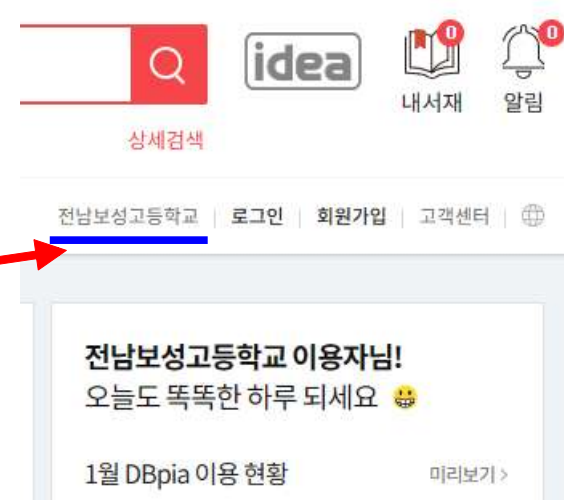 idea
0
0
내서재
알림
상세검색
전남보성고등학교 | 로그인 | 회원가입 | 고객센터 |
전남보성고등학교 이용자님!
오늘도 똑똑한 하루 되세요 😀
1월 DBpia 이용 현황
미리보기 >